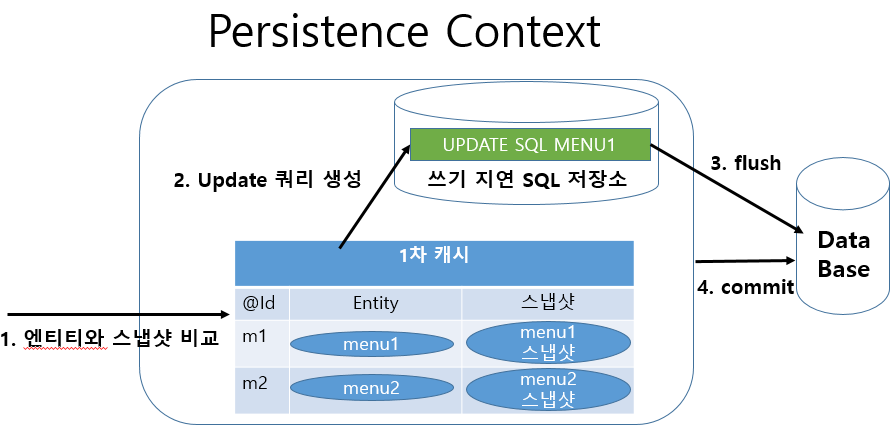 Persistence Context
UPDATE SQL MENU1
쓰기 지연 SQL 저장소
2. Update 쿼리 생성
3. flush
Data
Base
4. commit
1. 엔티티와 스냅샷 비교
1차 캐시
@Id Entity 스냅샷
m1 menu1 menu1
스냅샷
m2 menu2 menu2
스냅샷